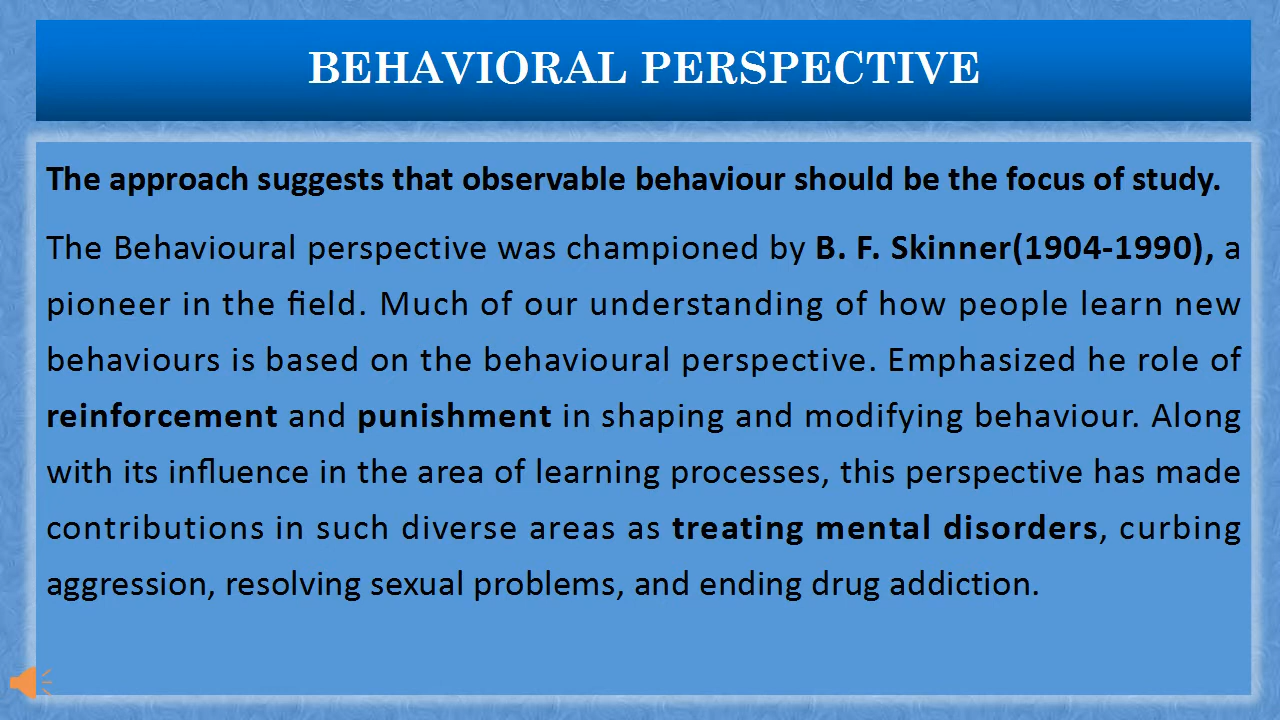 BEHAVIORAL PERSPECTIVE
The approach suggests that observable behaviour should be the focus of study.
The Behavioural perspective was championed by B. F. Skinner(1904-1990), a
pioneer in the field. Much of our understanding of how people learn new
behaviours is based on the behavioural perspective. Emphasized he role of
reinforcement and punishment in shaping and modifying behaviour. Along
with its influence in the area of learning processes, this perspective has made
contributions in such diverse areas as treating mental disorders, curbing
aggression, resolving sexual problems, and ending drug addiction.